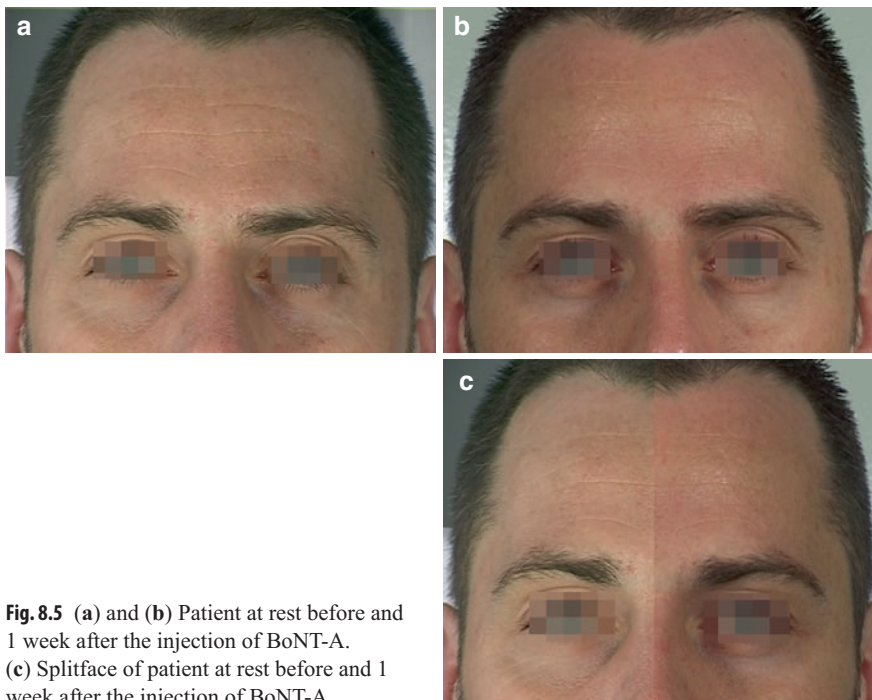 a
b
c
Fig. 8.5 (a) and (b) Patient at rest before and
1 week after the injection of BoNT-A.
(c) Splitface of patient at rest before and 1
week after the injection of BoNT-A